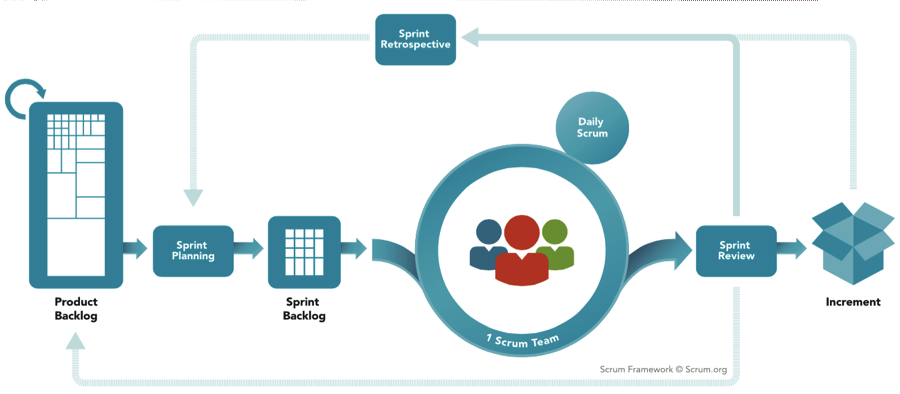 Sprint
Retrospective
Daily
Scrum
Sprint
Planning
Sprint
Review
Product
Backlog
Sprint
Backlog
1 Scrum Team
Increment
Scrum Framework © Scrum.org